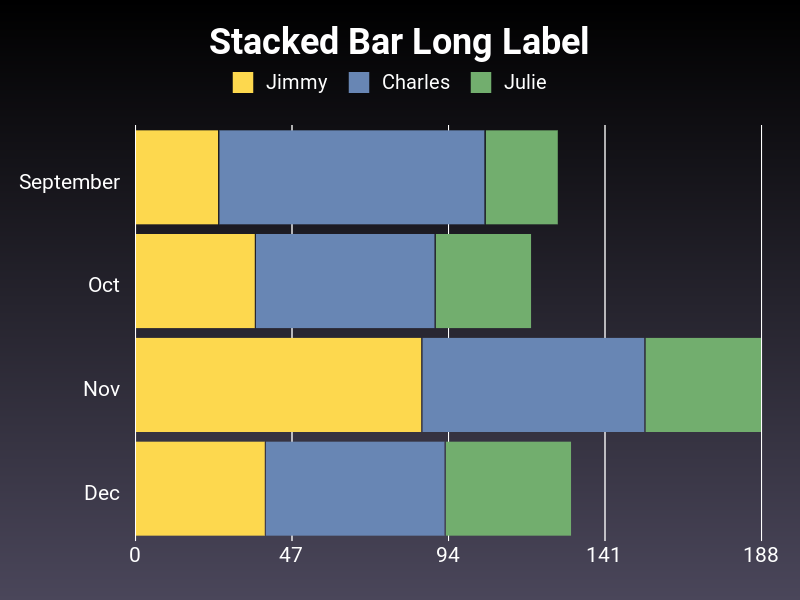 Stacked Bar Long Label
Jimmy Charles Julie
September
Oct
Nov
Dec
0 47 94 141 188